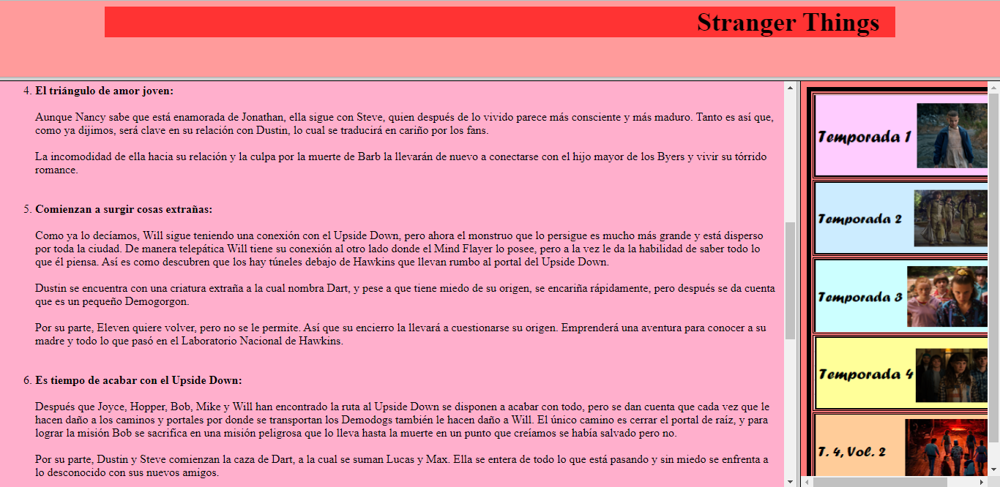 Stranger Things
4. El triángulo de amor joven:
Aunque Nancy sabe que está enamorada de Jonathan, ella sigue con Steve, quien después de lo vivido parece más consciente y más maduro. Tanto es así que,
como ya dijimos, será clave en su relación con Dustin, lo cual se traducirá en cariño por los fans.
La incomodidad de ella hacia su relación y la culpa por la muerte de Barb la llevarán de nuevo a conectarse con el hijo mayor de los Byers y vivir su tórrido
romance.
5. Comienzan a surgir cosas extrañas:
Como ya lo decíamos, Will sigue teniendo una conexión con el Upside Down, pero ahora el monstruo que lo persigue es mucho más grande y está disperso
por toda la ciudad. De manera telepática Will tiene su conexión al otro lado donde el Mind Flayer lo posee, pero a la vez le da la habilidad de saber todo lo
que él piensa. Así es como descubren que los hay túneles debajo de Hawkins que llevan rumbo al portal del Upside Down.
Dustin se encuentra con una criatura extraña a la cual nombra Dart, y pese a que tiene miedo de su origen, se encariña rápidamente, pero después se da cuenta
que es un pequeño Demogorgon.
Por su parte, Eleven quiere volver, pero no se le permite. Así que su encierro la llevará a cuestionarse su origen. Emprenderá una aventura para conocer a su
madre y todo lo que pasó en el Laboratorio Nacional de Hawkins.
6. Es tiempo de acabar con el Upside Down:
Después que Joyce, Hopper, Bob, Mike y Will han encontrado la ruta al Upside Down se disponen a acabar con todo, pero se dan cuenta que cada vez que le
hacen daño a los caminos y portales por donde se transportan los Demodogs también le hacen daño a Will. El único camino es cerrar el portal de raíz, y para
lograr la misión Bob se sacrifica en una misión peligrosa que lo lleva hasta la muerte en un punto que creíamos se había salvado pero no.
Por su parte, Dustin y Steve comienzan la caza de Dart, a la cual se suman Lucas y Max. Ella se entera de todo lo que está pasando y sin miedo se enfrenta a
lo desconocido con sus nuevos amigos.
Temporada 1
Temporada 2
Temporada 3
Temporada 4
T. 4, Vol. 2